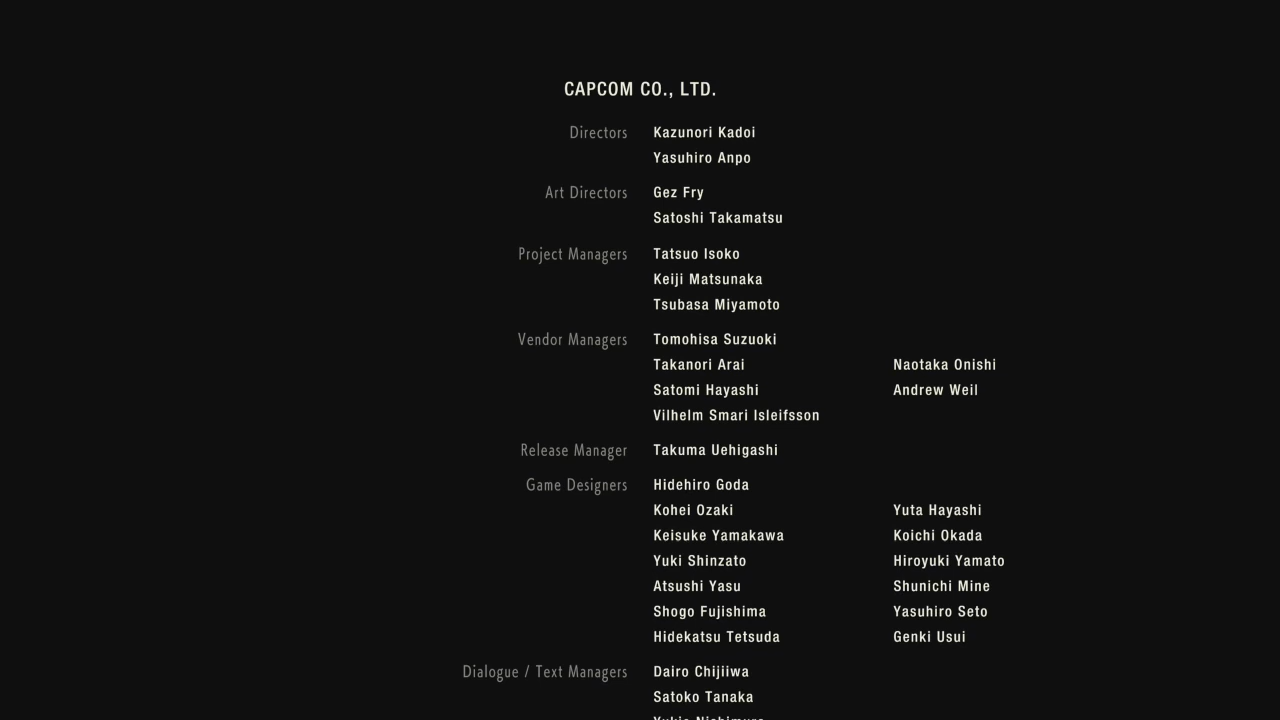 CAPCOM CO., LTD.
Directors Kazunori Kadoi
Yasuhiro Anpo
Art Directors Gez Fry
Satoshi Takamatsu
Project Managers Tatsuo Isoko
Keiji Matsunaka
Tsubasa Miyamoto
Vendor Managers Tomohisa Suzuoki
Takanori Arai Naotaka Onishi
Satomi Hayashi Andrew Weil
Vilhelm Smari Isleifsson
Release Manager Takuma Uehigashi
Game Designers Hidehiro Goda
Kohei Ozaki Yuta Hayashi
Keisuke Yamakawa Koichi Okada
Yuki Shinzato Hiroyuki Yamato
Atsushi Yasu Shunichi Mine
Shogo Fujishima Yasuhiro Seto
Hidekatsu Tetsuda Genki Usui
Dialogue / Text Managers Dairo Chijiiwa
Satoko Tanaka